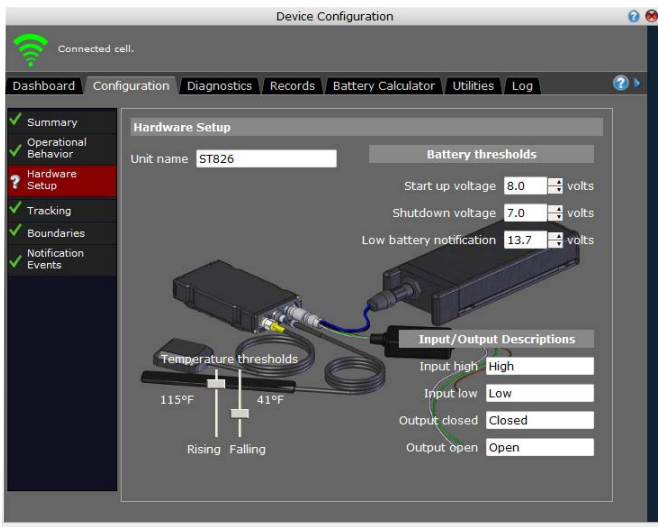 Device Configuration
Connected cell.
Dashboard Configuration Diagnostics Records Battery Calculator Utilities Log
Summary
Operational
Behavior
Hardware
Setup
Tracking
Boundaries
Notification
Events
Hardware Setup
Unit name ST826
Battery thresholds
Start up voltage 8.0 volts
Shutdown voltage 7.0 volts
Low battery notification 13.7 volts
Temperature thresholds
115°F 41°F
Rising Falling
Input/Output Descriptions
Input high High
Input low Low
Output closed Closed
Output open Open